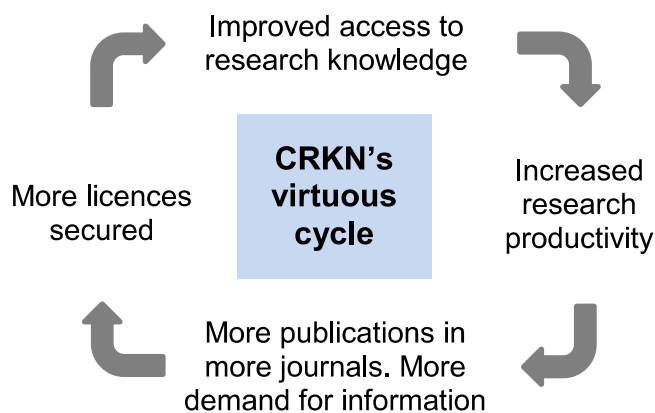 Improved access to
research knowledge
CRKN's
virtuous
cycle
Increased
research
productivity
More publications in
more journals. More
demand for information
More licences
secured